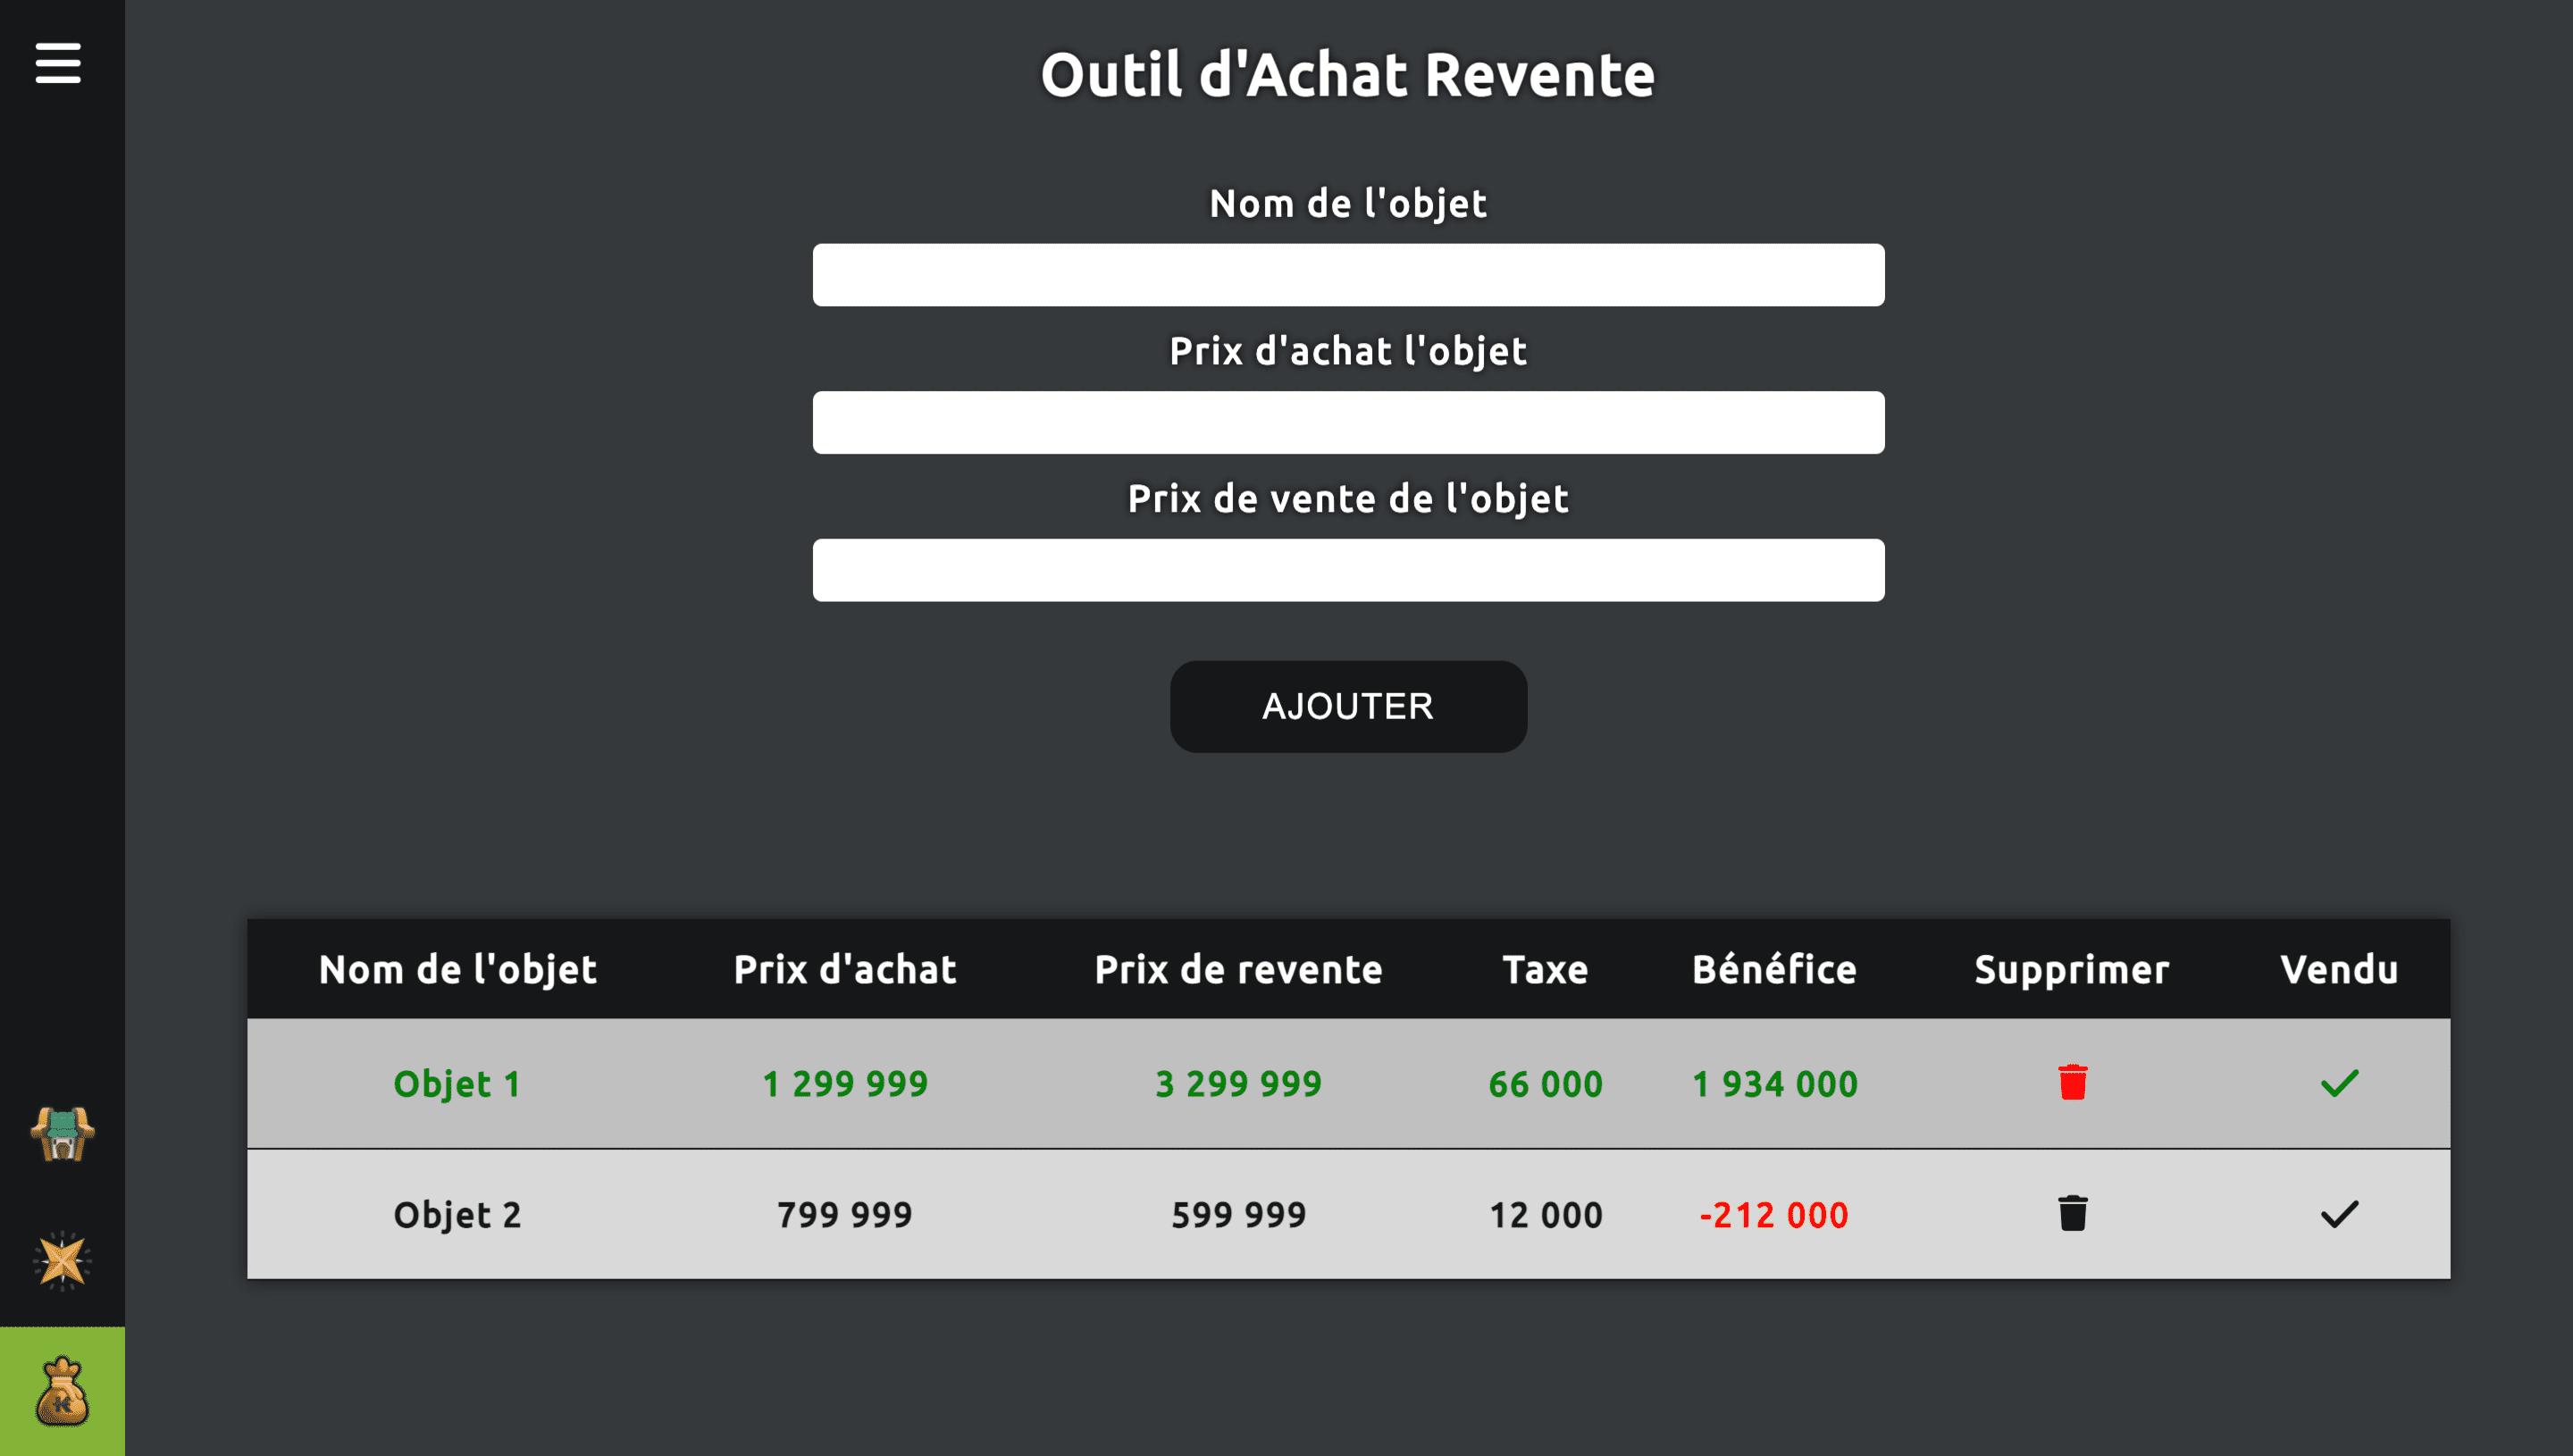 Outil d'Achat Revente
Nom de l'objet
Prix d'achat l'objet
Prix de vente de l'objet
AJOUTER
Nom de l'objet Prix d'achat Prix de revente Taxe Bénéfice Supprimer Vendu
Objet 1 1 299 999 3 299 999 66 000 1 934 000
Objet 2 799 999 599 999 12 000 -212 000